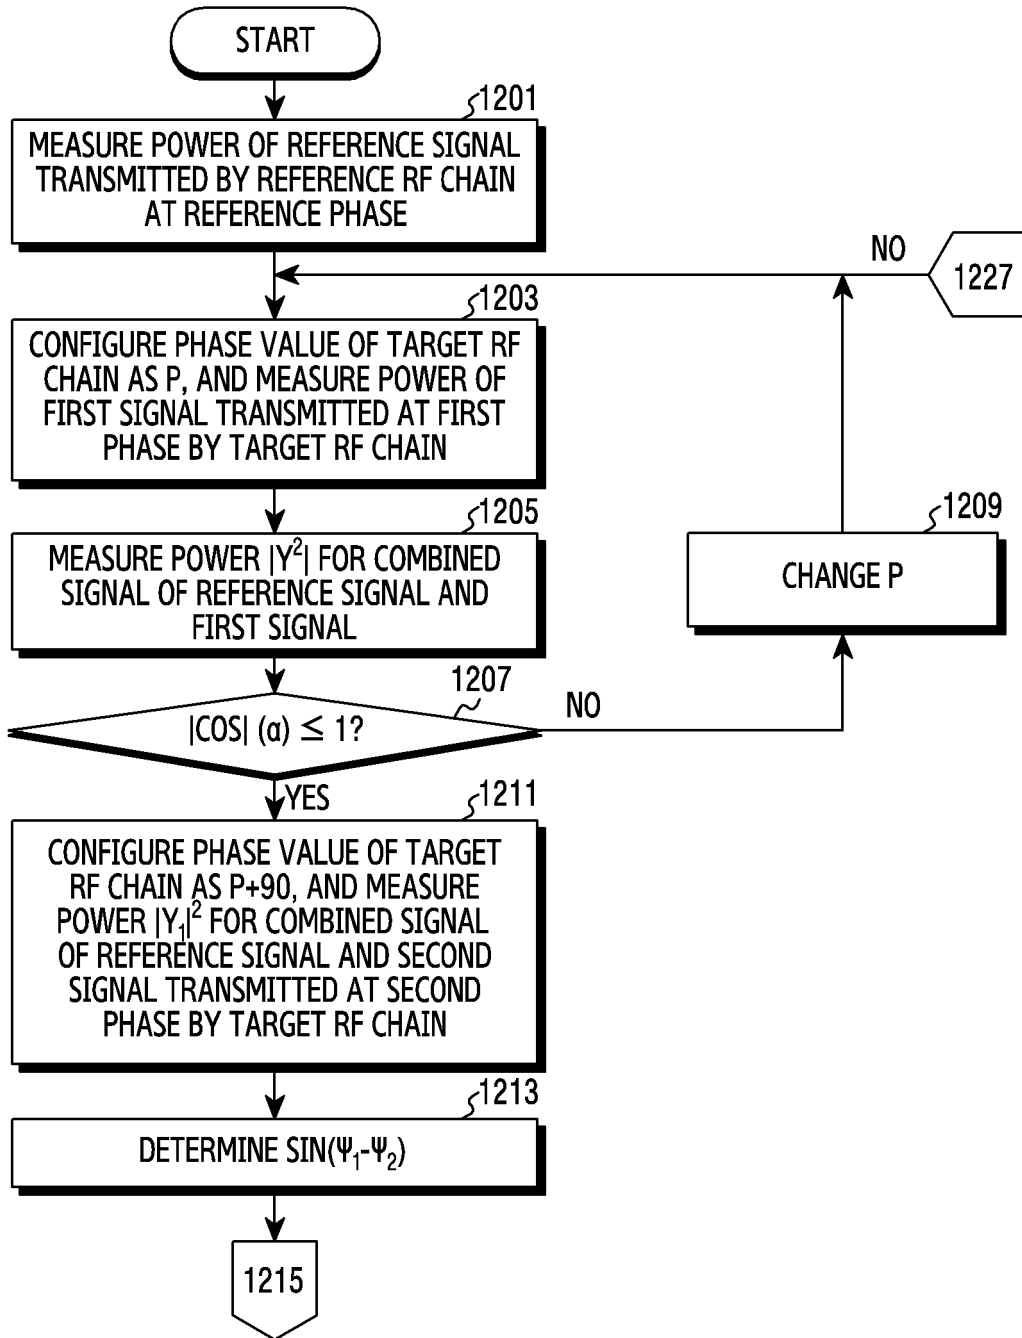 START
1201
MEASURE POWER OF REFERENCE SIGNAL
TRANSMITTED BY REFERENCE RF CHAIN
AT REFERENCE PHASE
NO
1227
1203
CONFIGURE PHASE VALUE OF TARGET RF
CHAIN AS P, AND MEASURE POWER OF
FIRST SIGNAL TRANSMITTED AT FIRST
PHASE BY TARGET RF CHAIN
1205
MEASURE POWER |Y²| FOR COMBINED
SIGNAL OF REFERENCE SIGNAL AND
FIRST SIGNAL
1209
CHANGE P
1207
|COS| (α) ≤ 1?
NO
YES
1211
CONFIGURE PHASE VALUE OF TARGET
RF CHAIN AS P+90, AND MEASURE
POWER |Y₁|² FOR COMBINED SIGNAL
OF REFERENCE SIGNAL AND SECOND
SIGNAL TRANSMITTED AT SECOND
PHASE BY TARGET RF CHAIN
1213
DETERMINE SIN(Ψ₁-Ψ₂)
1215